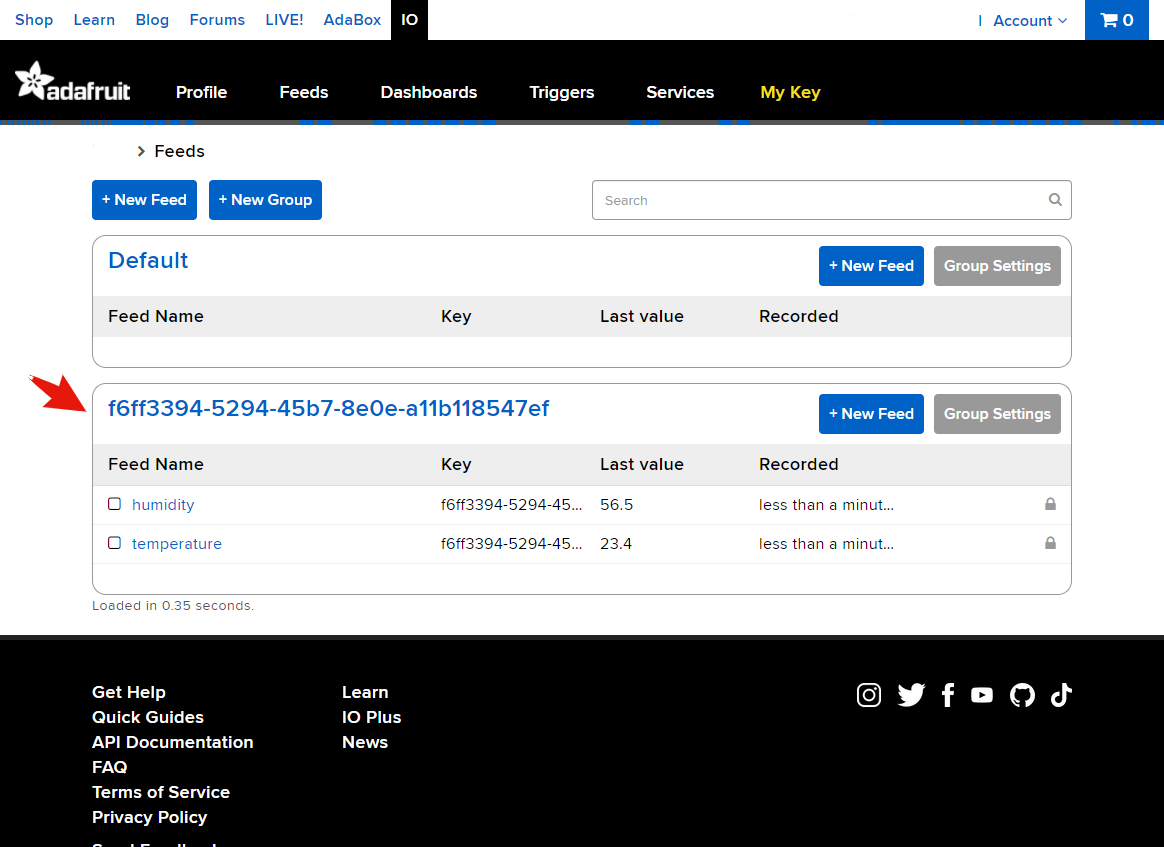 Shop Learn Blog Forums LIVE! AdaBox IO | Account 0
adafruit Profile Feeds Dashboards Triggers Services My Key
> Feeds
+ New Feed + New Group Search
Default + New Feed Group Settings
Feed Name Key Last value Recorded
f6ff3394-5294-45b7-8e0e-a11b118547ef + New Feed Group Settings
Feed Name Key Last value Recorded
humidity f6ff3394-5294-45... 56.5 less than a minut...
temperature f6ff3394-5294-45... 23.4 less than a minut...
Loaded in 0.35 seconds.
Get Help Learn
Quick Guides IO Plus
API Documentation News
FAQ
Terms of Service
Privacy Policy